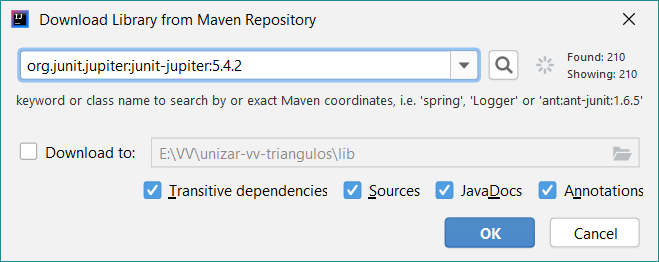 Download Library from Maven Repository
org.junit.jupiter:junit-jupiter:5.4.2
Found: 210
Showing: 210
keyword or class name to search by or exact Maven coordinates, i.e. 'spring', 'Logger' or 'ant:ant-junit:1.6.5'
Download to:
E:\VV\unizar-vv-triangulos\lib
Transitive dependencies
Sources
JavaDocs
Annotations
OK
Cancel